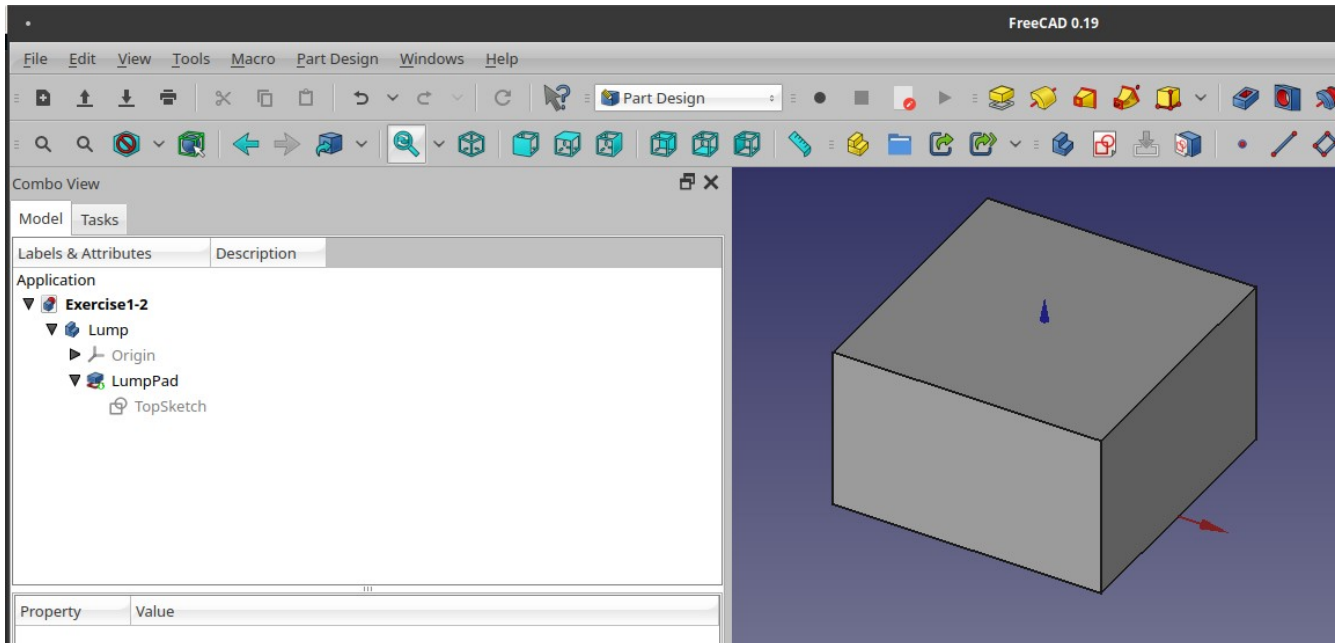 FreeCAD 0.19
File Edit View Tools Macro Part Design Windows Help
Part Design
Combo View
Model Tasks
Labels & Attributes Description
Application
Exercise1-2
Lump
Origin
LumpPad
TopSketch
Property Value